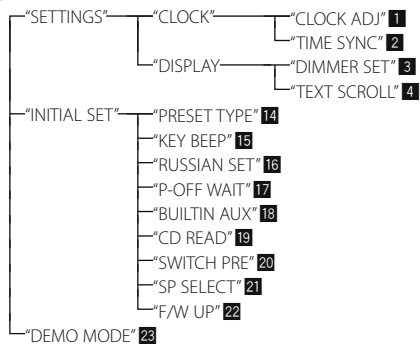 “SETTINGS” “CLOCK” “CLOCK ADJ” 1
“TIME SYNC” 2
“DISPLAY “DIMMER SET” 3
“TEXT SCROLL” 4
“INITIAL SET” “PRESET TYPE” 14
“KEY BEEP” 15
“RUSSIAN SET” 16
“P-OFF WAIT” 17
“BUILTIN AUX” 18
“CD READ” 19
“SWITCH PRE” 20
“SP SELECT” 21
“F/W UP” 22
“DEMO MODE” 23